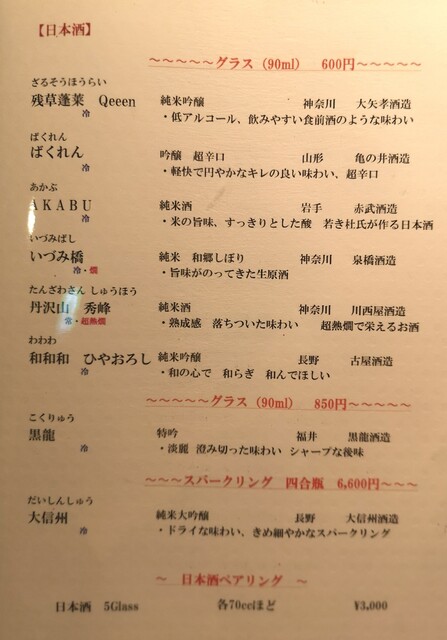 【日本酒】
～～～～～グラス（90ml） 600円～～～～～
ざるそうほうらい
残草蓬莱 Qeeen 純米吟醸 神奈川 大矢孝酒造
冷 ・低アルコール、飲みやすい食前酒のような味わい
ばくれん
ばくれん 吟醸 超辛口 山形 亀の井酒造
冷 ・軽快で円やかなキレの良い味わい、超辛口
あかぶ
AKABU 純米酒 岩手 赤武酒造
冷 ・米の旨味、すっきりとした酸 若き杜氏が作る日本酒
いづみばし
いづみ橋 純米 和郷しぼり 神奈川 泉橋酒造
冷・燗 ・旨味がのってきた生原酒
たんざわさん しゅうほう
丹沢山 秀峰 純米酒 神奈川 川西屋酒造
常・超熱燗 ・熟成感 落ちついた味わい 超熱燗で栄えるお酒
わわわ
和和和 ひやおろし 純米吟醸 長野 古屋酒造
冷 ・和の心で 和らぎ 和んでほしい
～～～～～グラス（90ml） 850円～～～～～
こくりゅう
黒龍 特吟 福井 黒龍酒造
冷 ・淡麗 澄み切った味わい シャープな後味
～～～スパークリング 四合瓶 6,600円～～～
だいしんしゅう
大信州 純米大吟醸 長野 大信州酒造
冷 ・ドライな味わい、きめ細やかなスパークリング
～ 日本酒ペアリング ～
日本酒 5Glass 各70ccほど ¥3,000